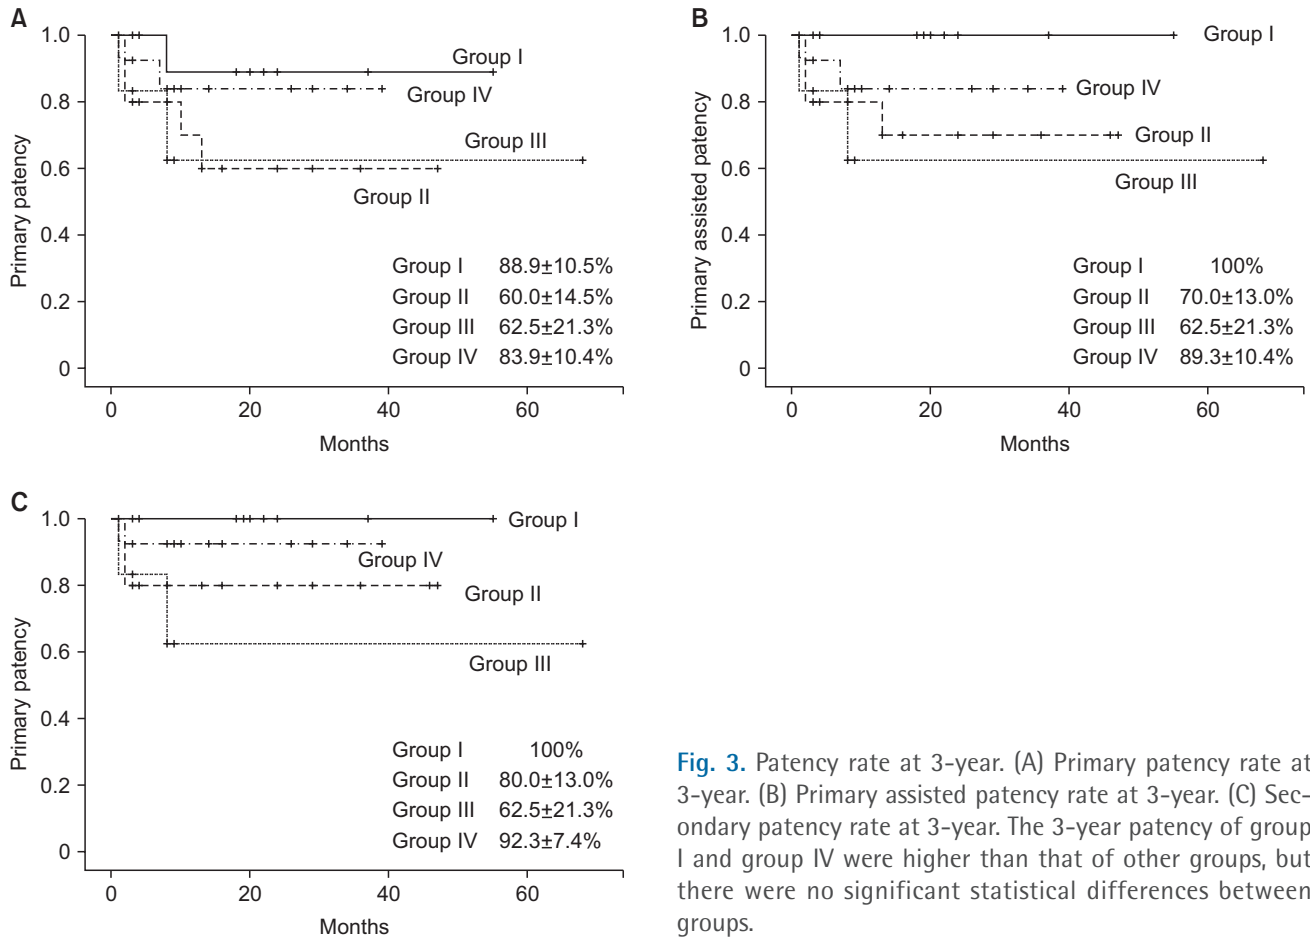 A
1.0
0.8
0.6
0.4
0.2
0
Primary patency
Group I
Group IV
Group III
Group II
Group I 88.9±10.5%
Group II 60.0±14.5%
Group III 62.5±21.3%
Group IV 83.9±10.4%
0 20 40 60
Months
B
1.0
0.8
0.6
0.4
0.2
0
Primary assisted patency
Group I
Group IV
Group II
Group III
Group I 100%
Group II 70.0±13.0%
Group III 62.5±21.3%
Group IV 89.3±10.4%
0 20 40 60
Months
C
1.0
0.8
0.6
0.4
0.2
0
Primary patency
Group I
Group IV
Group II
Group III
Group I 100%
Group II 80.0±13.0%
Group III 62.5±21.3%
Group IV 92.3±7.4%
0 20 40 60
Months
Fig. 3. Patency rate at 3-year. (A) Primary patency rate at
3-year. (B) Primary assisted patency rate at 3-year. (C) Sec-
ondary patency rate at 3-year. The 3-year patency of group
I and group IV were higher than that of other groups, but
there were no significant statistical differences between
groups.